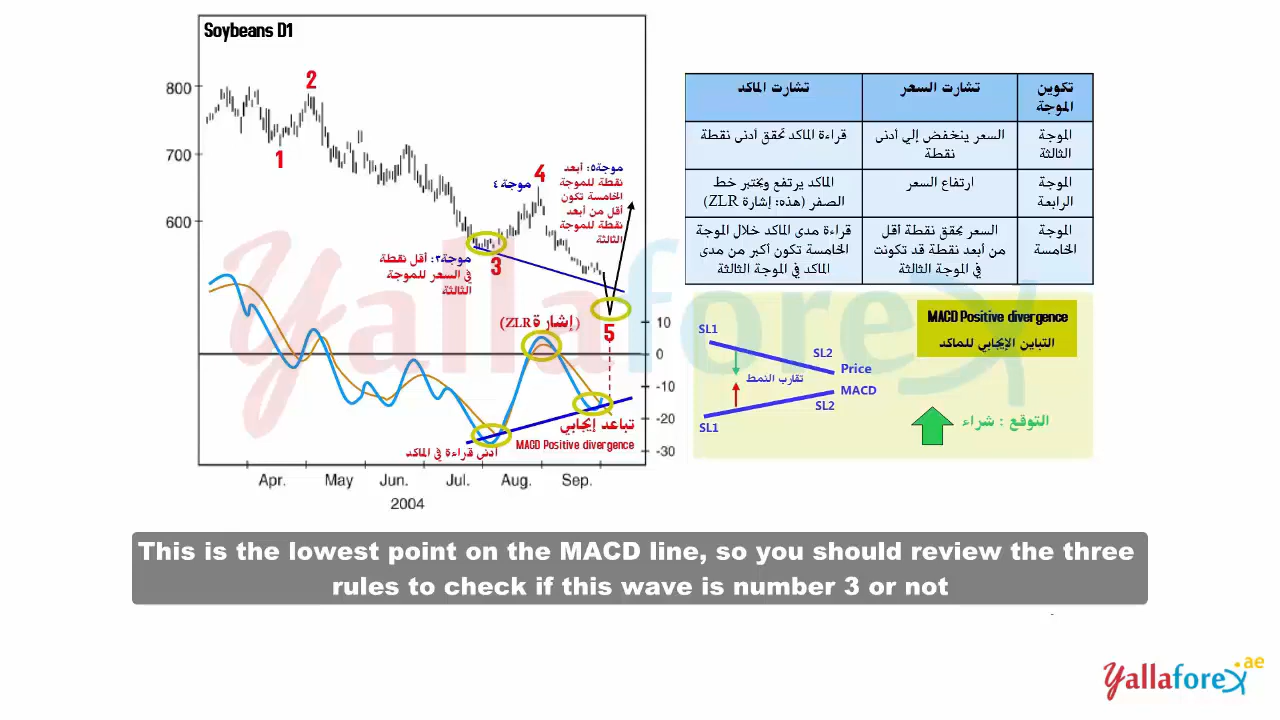 Soybeans D1
800
700
600
2
1
4
3
5
موجة ٤
موجة٥: أبعد
نقطة للموجة
الخامسة تكون
أقل من أبعد
نقطة للموجة
الثالثة
موجة٣: أقل نقطة
في السعر للموجة
الثالثة
(إشارة ZLR)
10
0
-10
-20
-30
تباعد إيجابي
MACD Positive divergence
أدنى قراءة في الماكد
Apr.
May
Jun.
Jul.
Aug.
Sep.
2004
تكوين
الموجة
تشارت السعر
تشارت الماكد
الموجة
الثالثة
السعر ينخفض إلي أدنى
نقطة
قراءة الماكد تحقق أدنى نقطة
الموجة
الرابعة
ارتفاع السعر
الماكد يرتفع ويختبر خط
الصفر (هذه: إشارة ZLR)
الموجة
الخامسة
السعر يحقق نقطة أقل
من أبعد نقطة قد تكونت
في الموجة الثالثة
قراءة مدى الماكد خلال الموجة
الخامسة تكون أكبر من مدى
الماكد في الموجة الثالثة
MACD Positive divergence
التباين الإيجابي للماكد
SL1
SL2
Price
تقارب النمط
MACD
SL2
SL1
التوقع : شراء
Yallaforex
This is the lowest point on the MACD line, so you should review the three
rules to check if this wave is number 3 or not
Yallaforex.ae